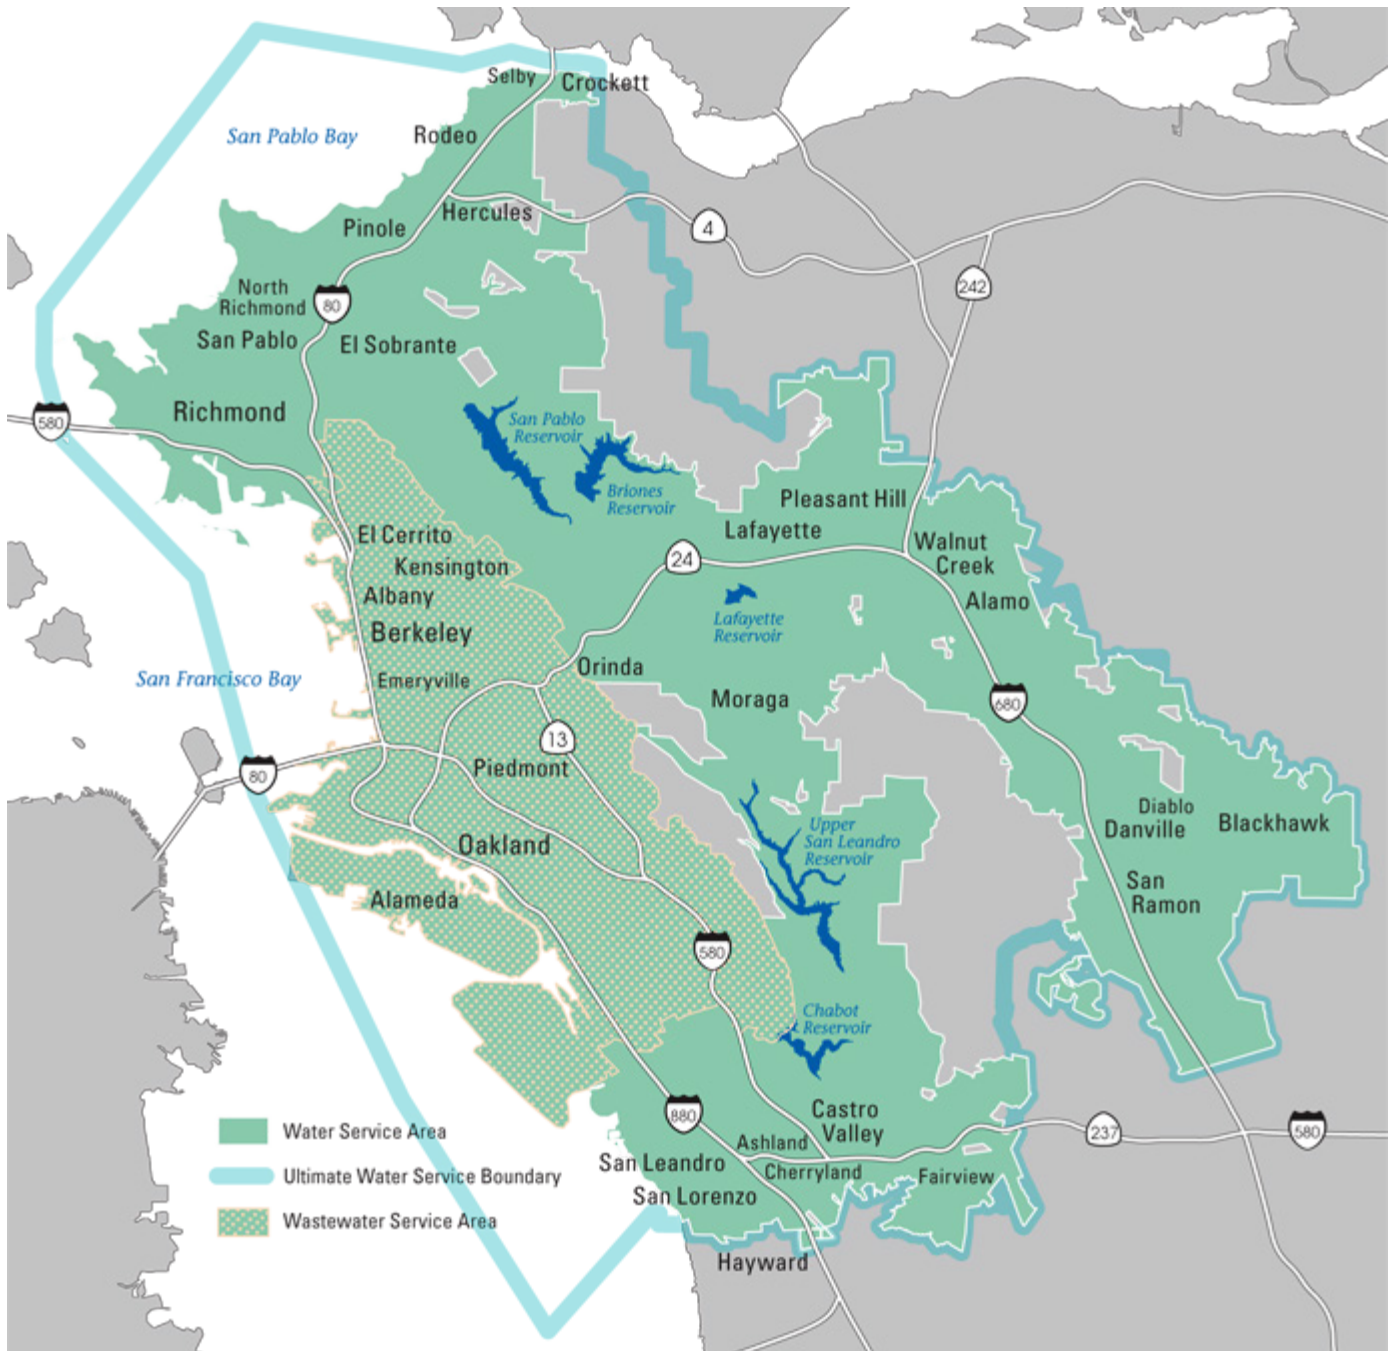 Selby
Crockett
San Pablo Bay
Rodeo
Hercules
Pinole
4
North
Richmond
80
242
San Pablo
El Sobrante
Richmond
580
San Pablo
Reservoir
Briones
Reservoir
Pleasant Hill
Lafayette
El Cerrito
Kensington
24
Walnut
Creek
Albany
Alamo
Berkeley
Lafayette
Reservoir
Orinda
San Francisco Bay
Emeryville
Moraga
680
13
80
Piedmont
Diablo
Danville
Blackhawk
Upper
San Leandro
Reservoir
Oakland
San
Ramon
Alameda
580
Chabot
Reservoir
880
Castro
Valley
Ashland
237
580
Water Service Area
San Leandro
Cherryland
Ultimate Water Service Boundary
Fairview
San Lorenzo
Wastewater Service Area
Hayward